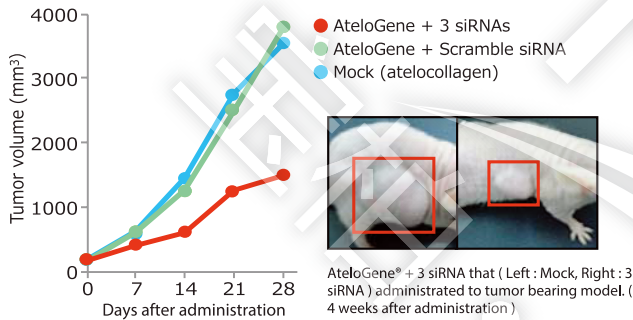 4000
3000
2000
1000
0
Tumor volume (mm³)
0 7 14 21 28
Days after administration
AteloGene + 3 siRNAs
AteloGene + Scramble siRNA
Mock (atelocollagen)
AteloGene® + 3 siRNA that ( Left : Mock, Right : 3
siRNA ) administrated to tumor bearing model. (
4 weeks after administration )